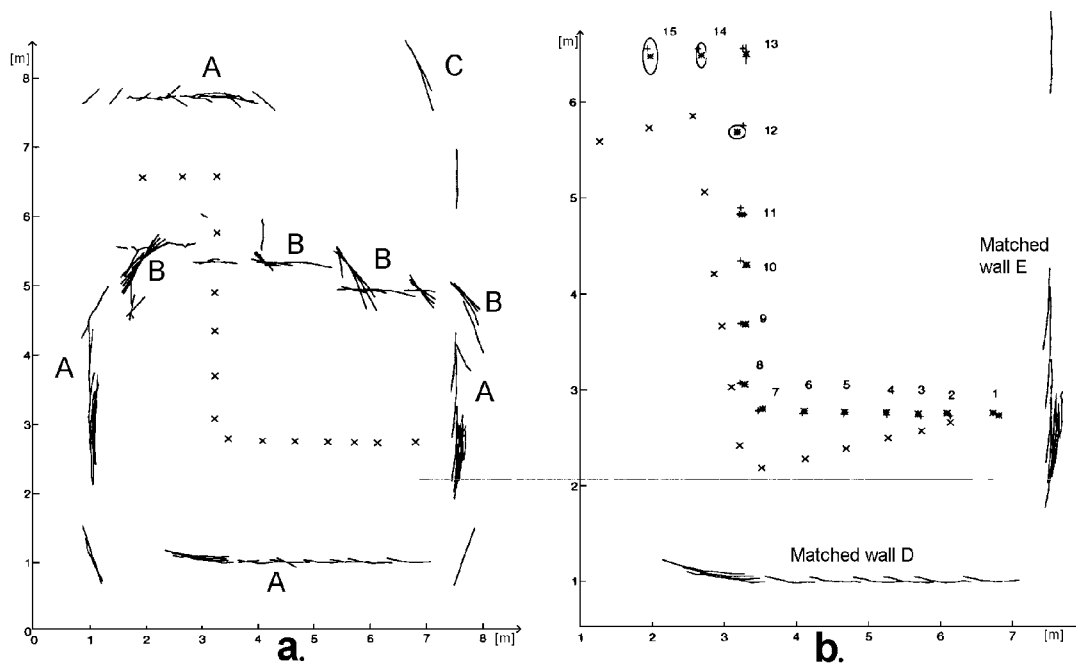 [m]
8
7
6
5
4
3
2
1
0
A
C
B
B
B
B
A
A
A
0 1 2 3 4 5 6 7 8 [m]
a.
[m]
6
5
4
3
2
1
15 14 13
12
11
10
9
8
7 6 5 4 3 2 1
Matched
wall E
Matched wall D
1 2 3 4 5 6 7 [m]
b.